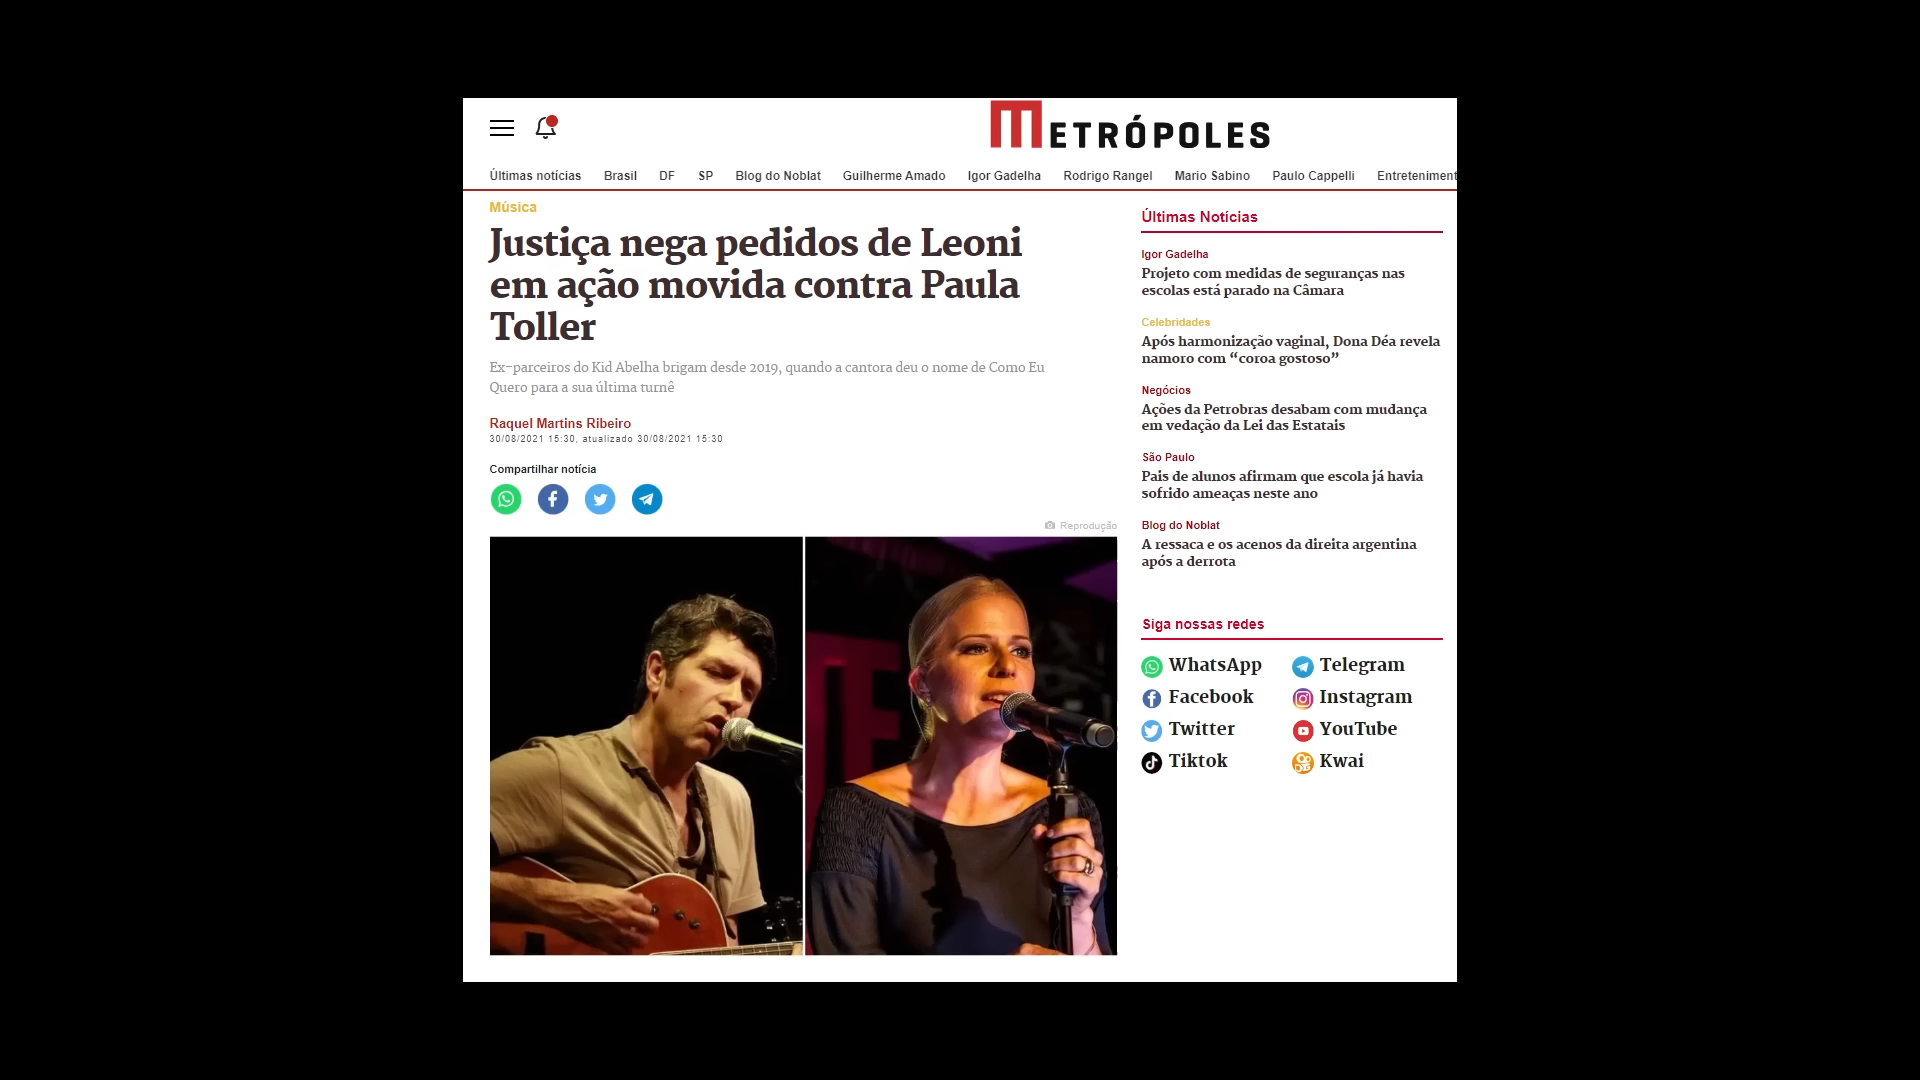 METRÓPOLES
Últimas notícias Brasil DF SP Blog do Noblat Guilherme Amado Igor Gadelha Rodrigo Rangel Mario Sabino Paulo Cappelli Entreteniment
Música
Justiça nega pedidos de Leoni
em ação movida contra Paula
Toller
Ex-parceiros do Kid Abelha brigam desde 2019, quando a cantora deu o nome de Como Eu
Quero para a sua última turnê
Raquel Martins Ribeiro
30/08/2021 15:30, atualizado 30/08/2021 15:30
Compartilhar notícia
Reprodução
Últimas Notícias
Igor Gadelha
Projeto com medidas de seguranças nas
escolas está parado na Câmara
Celebridades
Após harmonização vaginal, Dona Déa revela
namoro com “coroa gostoso”
Negócios
Ações da Petrobras desabam com mudança
em vedação da Lei das Estatais
São Paulo
Pais de alunos afirmam que escola já havia
sofrido ameaças neste ano
Blog do Noblat
A ressaca e os acenos da direita argentina
após a derrota
Siga nossas redes
WhatsApp Telegram
Facebook Instagram
Twitter YouTube
Tiktok Kwai